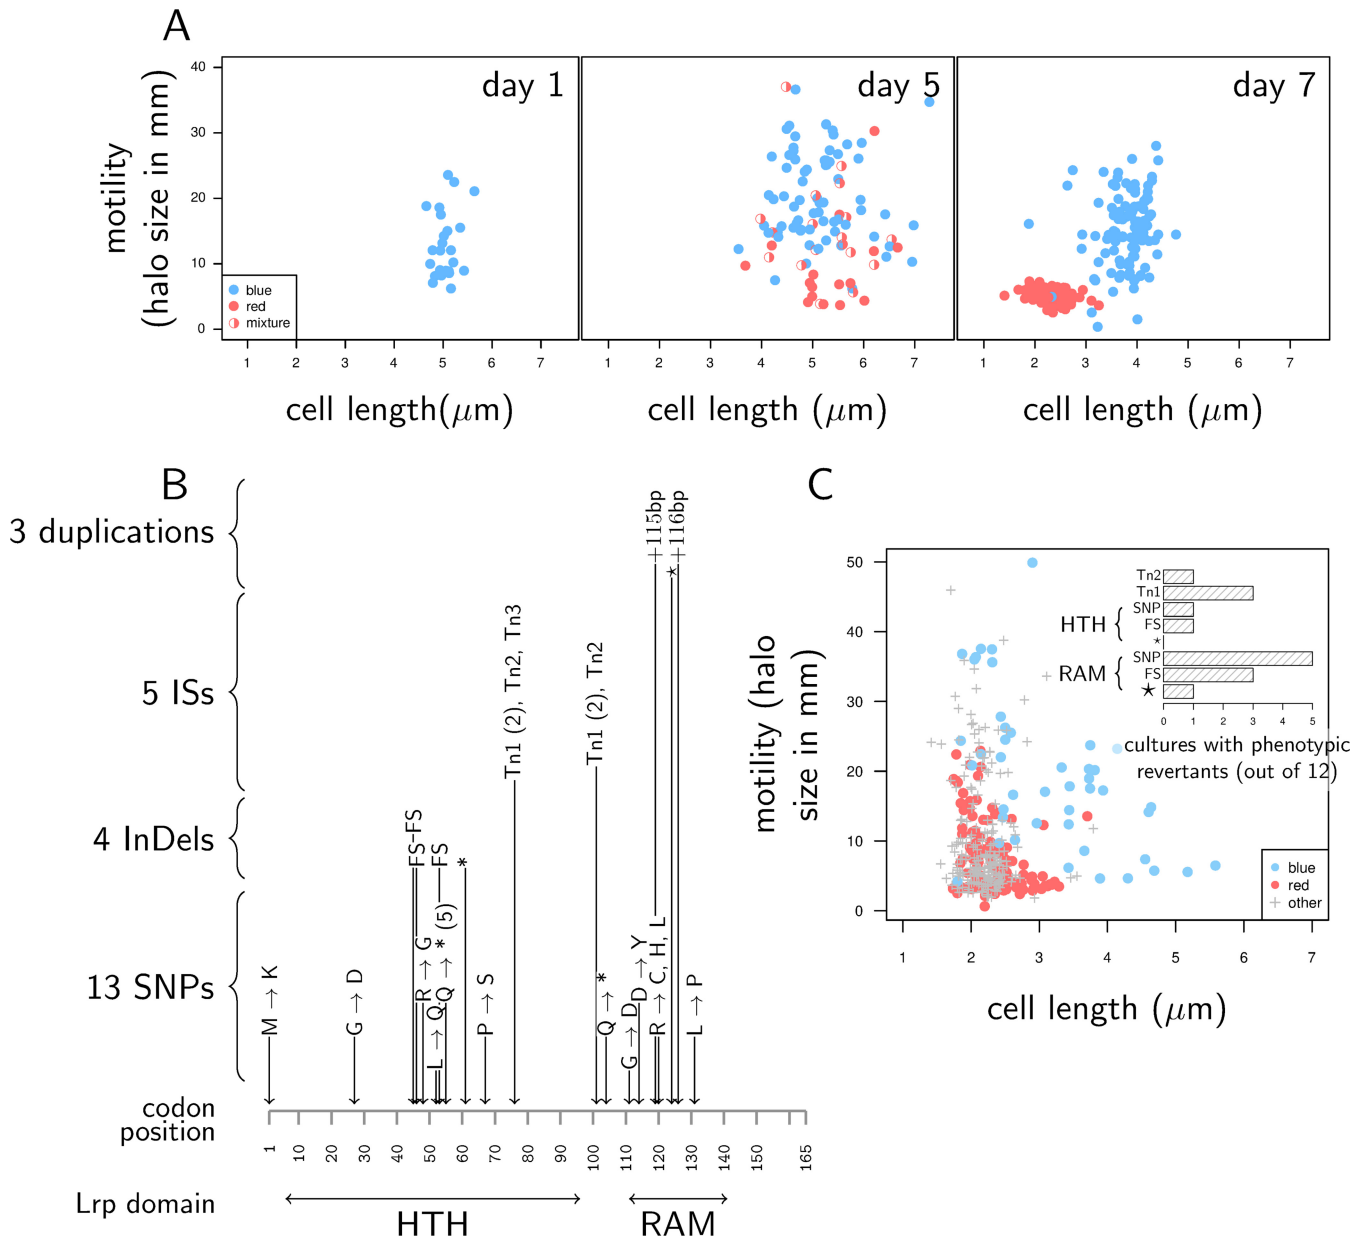 A
day 1
day 5
day 7
motility
(halo size in mm)
40
30
20
10
0
blue
red
mixture
1 2 3 4 5 6 7
1 2 3 4 5 6 7
1 2 3 4 5 6 7
cell length(μm)
cell length (μm)
cell length (μm)
B
3 duplications
5 ISs
4 InDels
13 SNPs
+115bp
⋆
+116bp
Tn1 (2), Tn2, Tn3
Tn1 (2), Tn2
FS-FS
FS
*
M → K
G → D
R → G
L → Q
Q → * (5)
P → S
Q → *
G → D
D → Y
R → C, H, L
L → P
codon
position
1 10 20 30 40 50 60 70 80 90 100 110 120 130 140 150 165
Lrp domain
HTH
RAM
C
motility (halo
size in mm)
50
40
30
20
10
0
Tn2
Tn1
HTH
SNP
FS
⋆
RAM
SNP
FS
⋆
0 1 2 3 4 5
cultures with phenotypic
revertants (out of 12)
blue
red
other
1 2 3 4 5 6 7
cell length (μm)